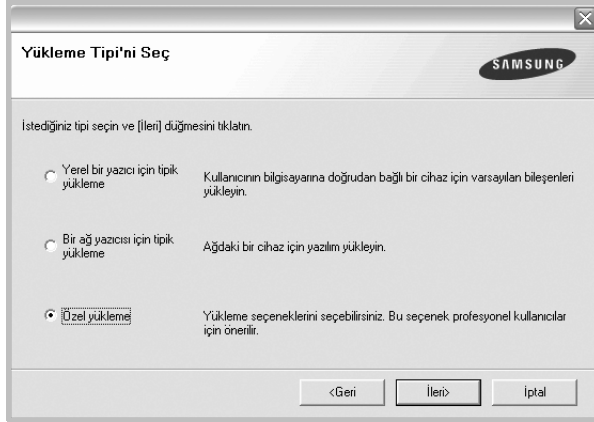 Yükleme Tipi'ni Seç
SAMSUNG
İstediğiniz tipi seçin ve [İleri] düğmesini tıklatın.
Yerel bir yazıcı için tipik
yükleme
Kullanıcının bilgisayarına doğrudan bağlı bir cihaz için varsayılan bileşenleri
yükleyin.
Bir ağ yazıcısı için tipik
yükleme
Ağdaki bir cihaz için yazılım yükleyin.
Özel yükleme
Yükleme seçeneklerini seçebilirsiniz. Bu seçenek profesyonel kullanıcılar
için önerilir.
<Geri
İleri>
İptal